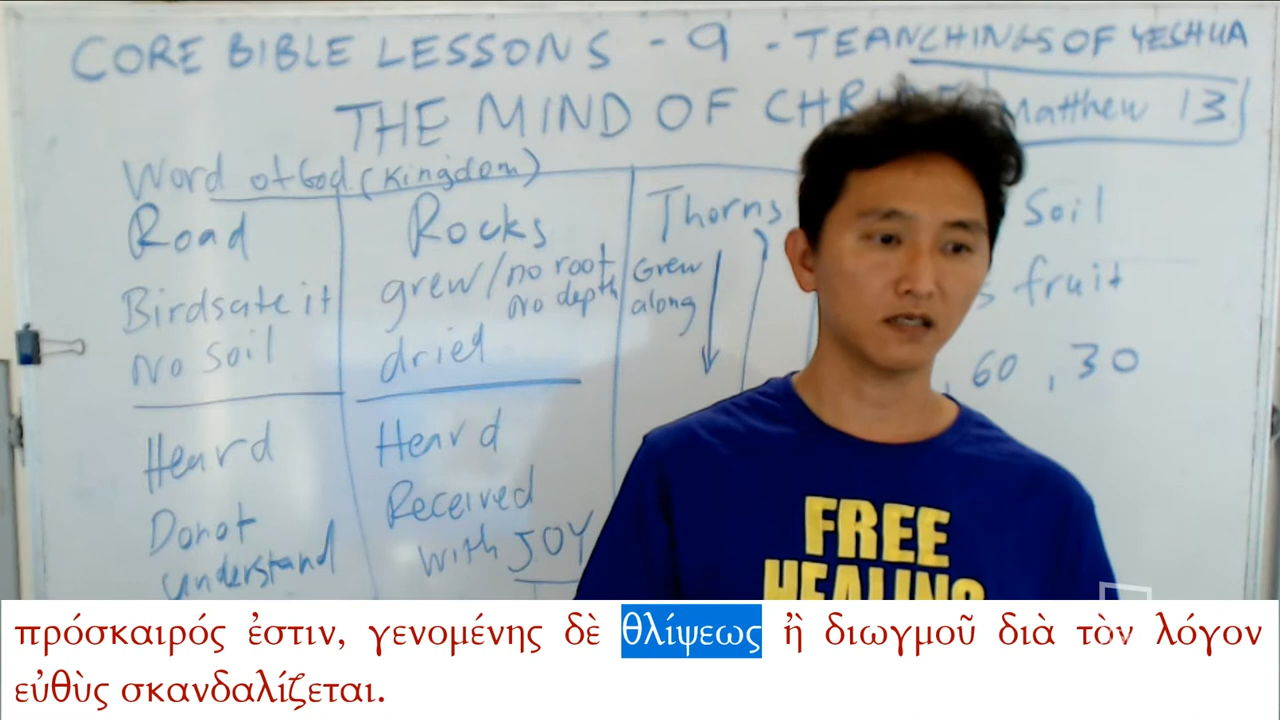 CORE BIBLE LESSONS - 9 - TEANCHINGS OF YESHUA
THE MIND OF Matthew 13
Word of God (Kingdom)
Road
Birds ate it
no soil
Heard
Do not
understand
Rocks
grew/no root
no depth
dried
Heard
Received
with JOY
Thorns
Grew
along
Soil
fruit
, 60 , 30
FREE
HEALING
πρόσκαιρός ἐστιν, γενομένης δὲ θλίψεως ἢ διωγμοῦ διὰ τὸν λόγον
εὐθὺς σκανδαλίζεται.